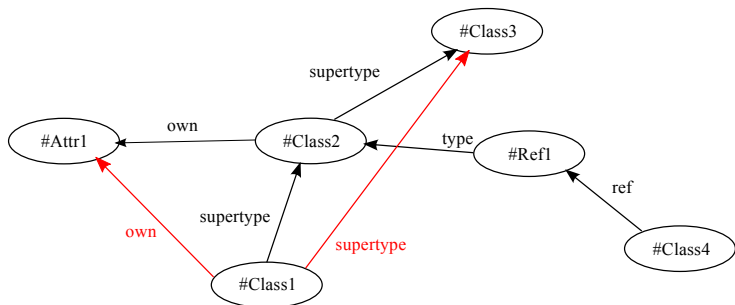 #Class3
supertype
#Attr1
own
#Class2
type
#Ref1
ref
supertype
own
supertype
#Class4
#Class1